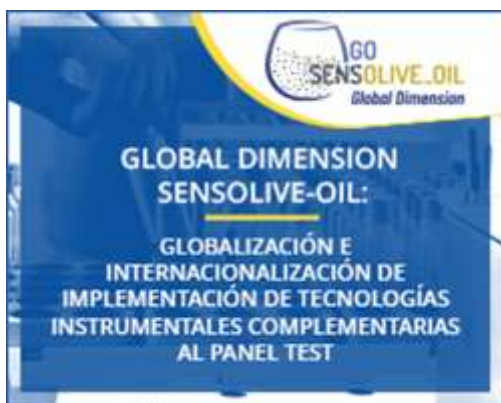 GO
SENSOLIVE_OIL
Global Dimension
GLOBAL DIMENSION
SENSOLIVE-OIL:
GLOBALIZACIÓN E
INTERNACIONALIZACIÓN DE
IMPLEMENTACIÓN DE TECNOLOGÍAS
INSTRUMENTALES COMPLEMENTARIAS
AL PANEL TEST